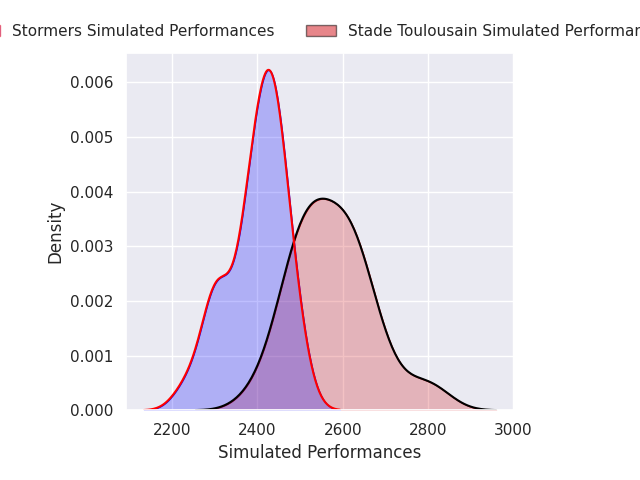 Stormers Simulated Performances
Stade Toulousain Simulated
0.006
0.005
0.004
0.003
0.002
0.001
0.000
Density
2200 2400 2600 2800 3000
Simulated Performances